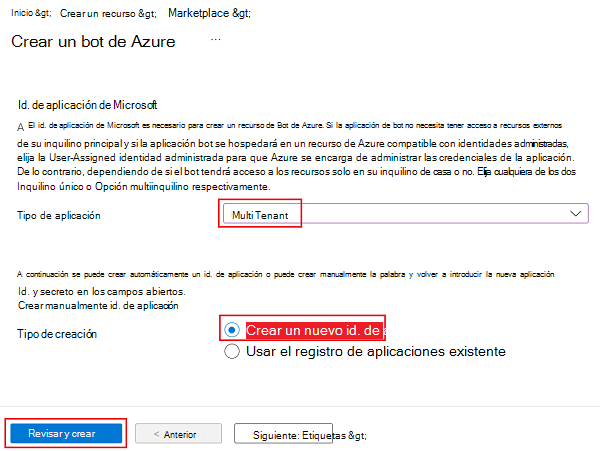 Inicio &gt; Crear un recurso &gt; Marketplace &gt;
Crear un bot de Azure ...
Id. de aplicación de Microsoft
A El id. de aplicación de Microsoft es necesario para crear un recurso de Bot de Azure. Si la aplicación de bot no necesita tener acceso a recursos externos
de su inquilino principal y si la aplicación bot se hospedará en un recurso de Azure compatible con identidades administradas,
elija la User-Assigned identidad administrada para que Azure se encarga de administrar las credenciales de la aplicación.
De lo contrario, dependiendo de si el bot tendrá acceso a los recursos solo en su inquilino de casa o no. Elija cualquiera de los dos
Inquilino único o Opción multiinquilino respectivamente.
Tipo de aplicación
Multi Tenant
A continuación se puede crear automáticamente un id. de aplicación o puede crear manualmente la palabra y volver a introducir la nueva aplicación
Id. y secreto en los campos abiertos.
Crear manualmente id. de aplicación
Tipo de creación
Crear un nuevo id. de a
Usar el registro de aplicaciones existente
Revisar y crear
< Anterior
Siguiente: Etiquetas &gt;